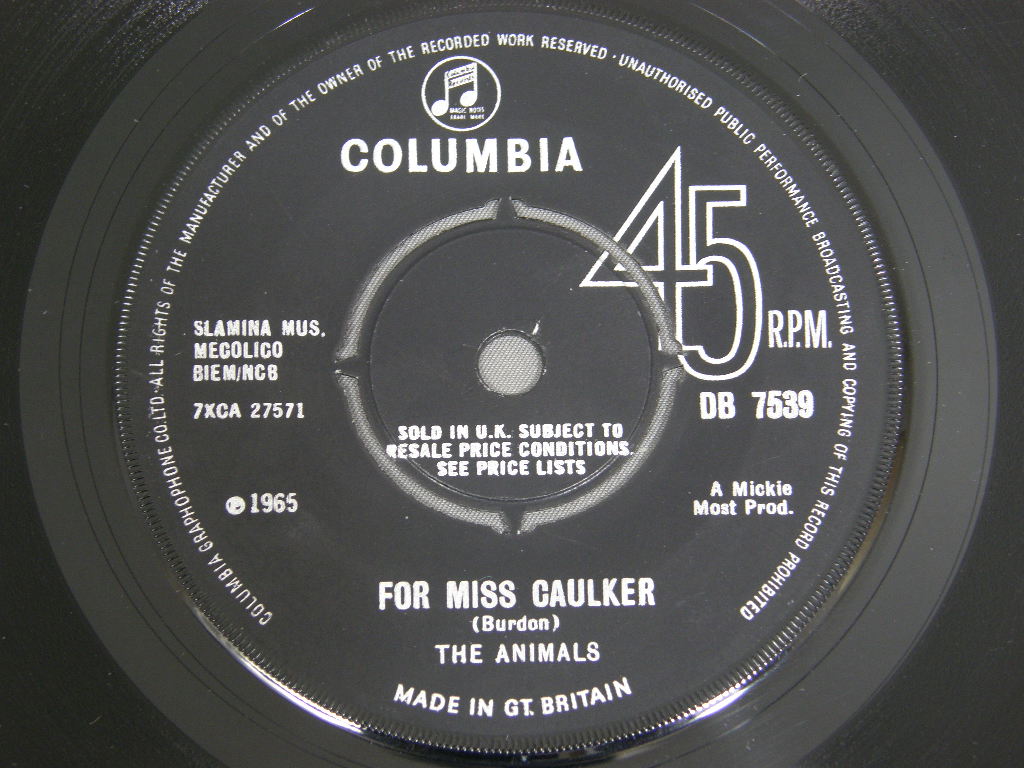 COLUMBIA GRAPHOPHONE CO. LTD·ALL RIGHTS OF THE MANUFACTURER AND OF THE OWNER OF THE RECORDED WORK RESERVED · UNAUTHORISED PUBLIC PERFORMANCE BROADCASTING AND COPYING OF THIS RECORD PROHIBITED
MAGIC NOTES
TRADE MARK
COLUMBIA
45 R.P.M.
SLAMINA MUS.
MECOLICO
BIEM/NCB
7XCA 27571
DB 7539
SOLD IN U.K. SUBJECT TO
RESALE PRICE CONDITIONS.
SEE PRICE LISTS
℗ 1965
A Mickie
Most Prod.
FOR MISS CAULKER
(Burdon)
THE ANIMALS
MADE IN GT. BRITAIN